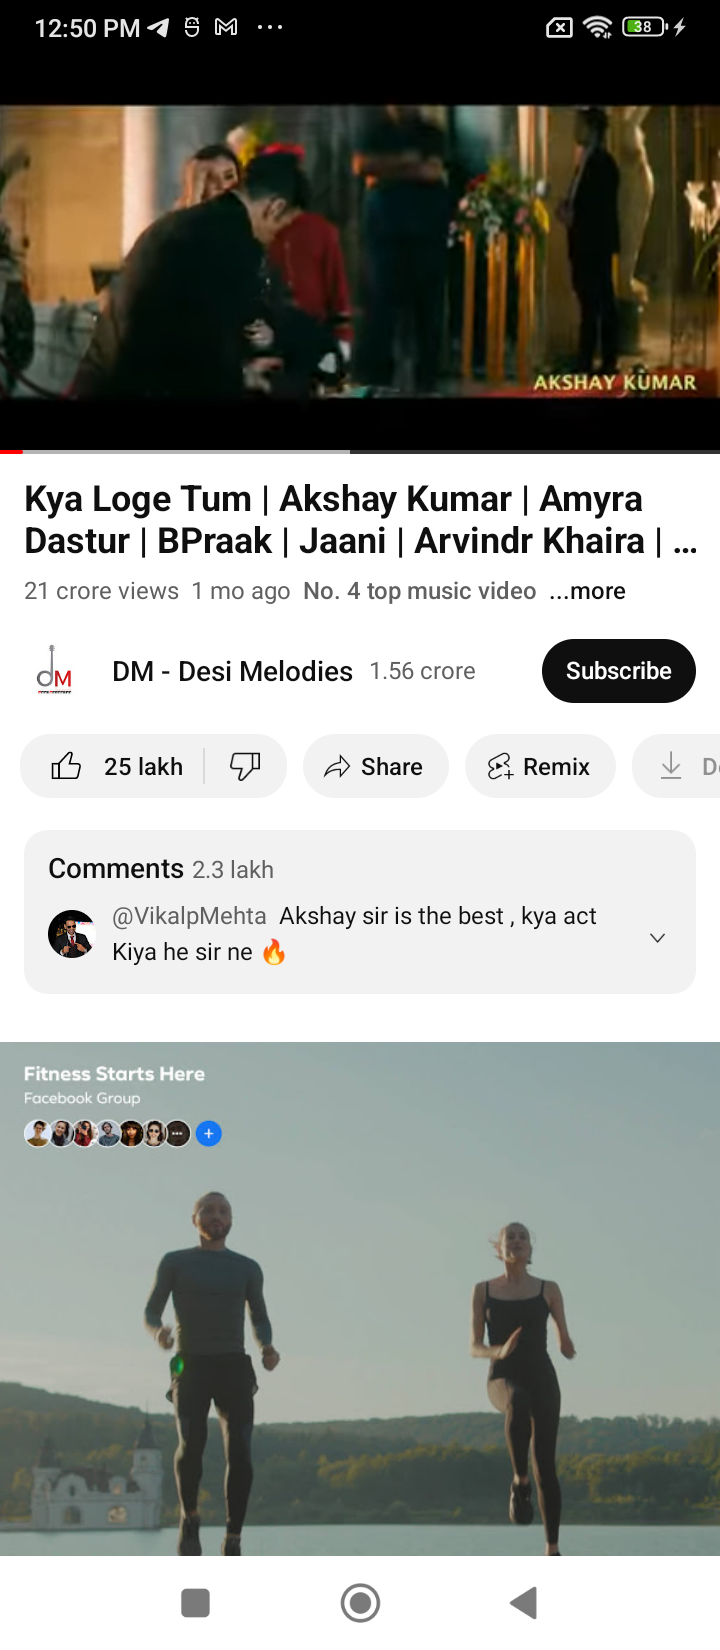 12:50 PM
38
AKSHAY KUMAR
Kya Loge Tum | Akshay Kumar | Amyra
Dastur | BPraak | Jaani | Arvindr Khaira | ...
21 crore views 1 mo ago No. 4 top music video ...more
dM
DM - Desi Melodies 1.56 crore
Subscribe
25 lakh
Share
Remix
Comments 2.3 lakh
@VikalpMehta Akshay sir is the best , kya act
Kiya he sir ne 🔥
Fitness Starts Here
Facebook Group